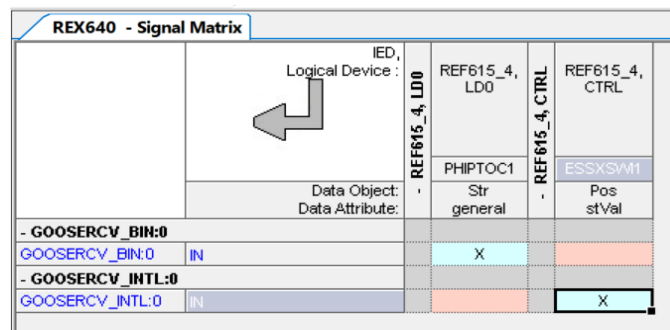 REX640 - Signal Matrix
IED,
Logical Device :
- REF615_4, LD0
REF615_4,
LD0
- REF615_4, CTRL
REF615_4,
CTRL
PHIPTOC1
ESSXSWI1
Data Object:
Data Attribute:
Str
general
Pos
stVal
- GOOSERCV_BIN:0
GOOSERCV_BIN:0 IN X
- GOOSERCV_INTL:0
GOOSERCV_INTL:0 IN X